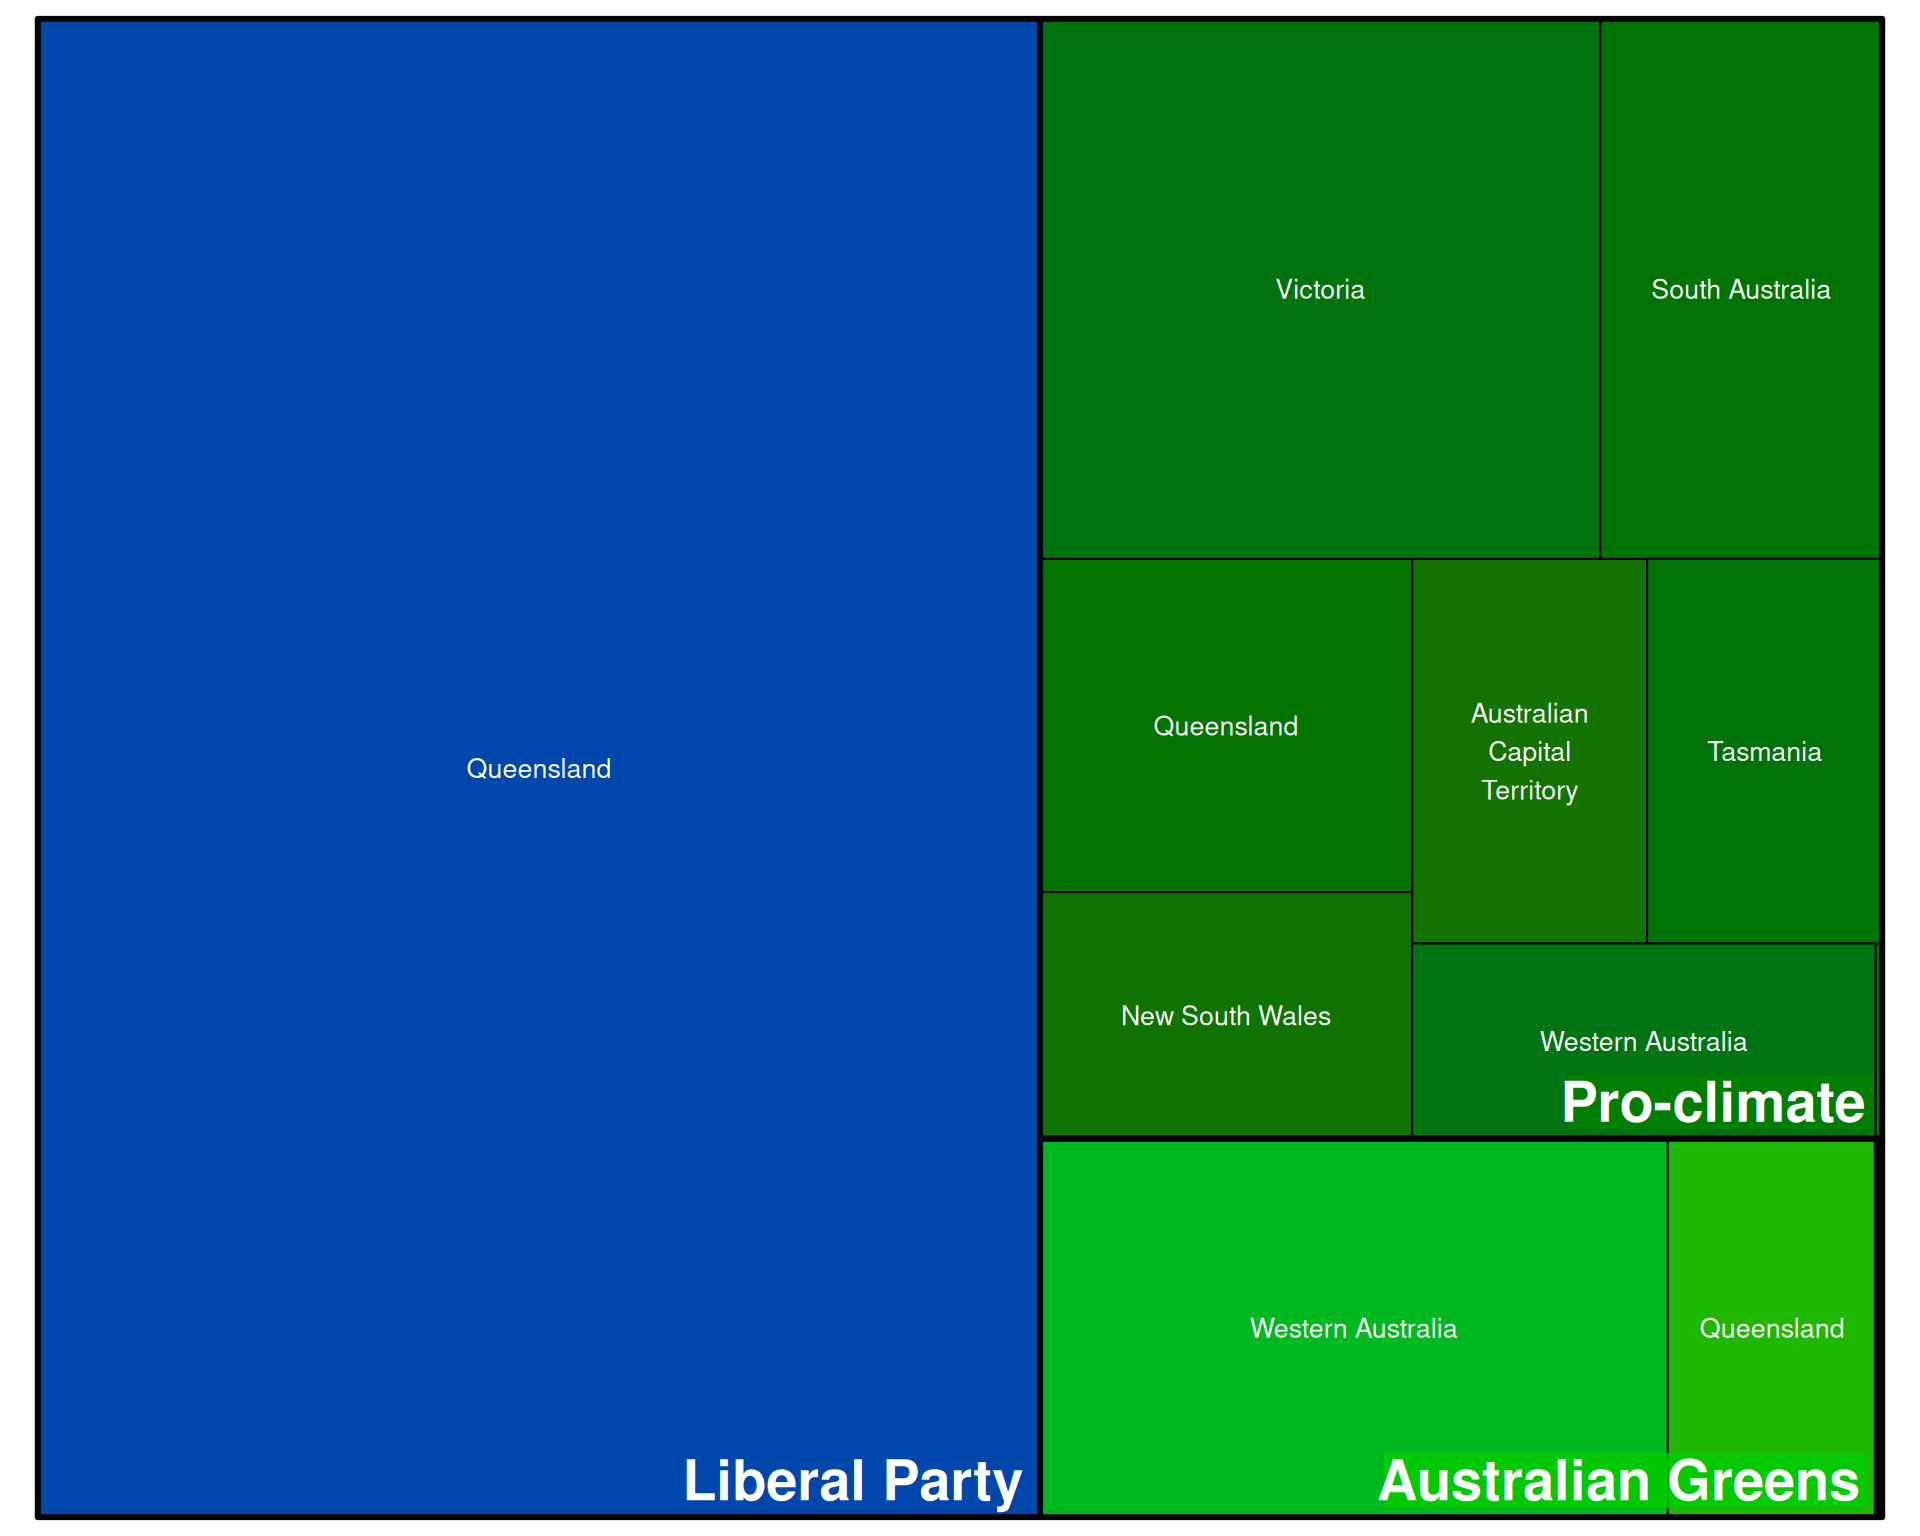 Queensland
Liberal Party
Victoria
South Australia
Queensland
Australian
Capital
Territory
Tasmania
New South Wales
Western Australia
Pro-climate
Western Australia
Queensland
Australian Greens